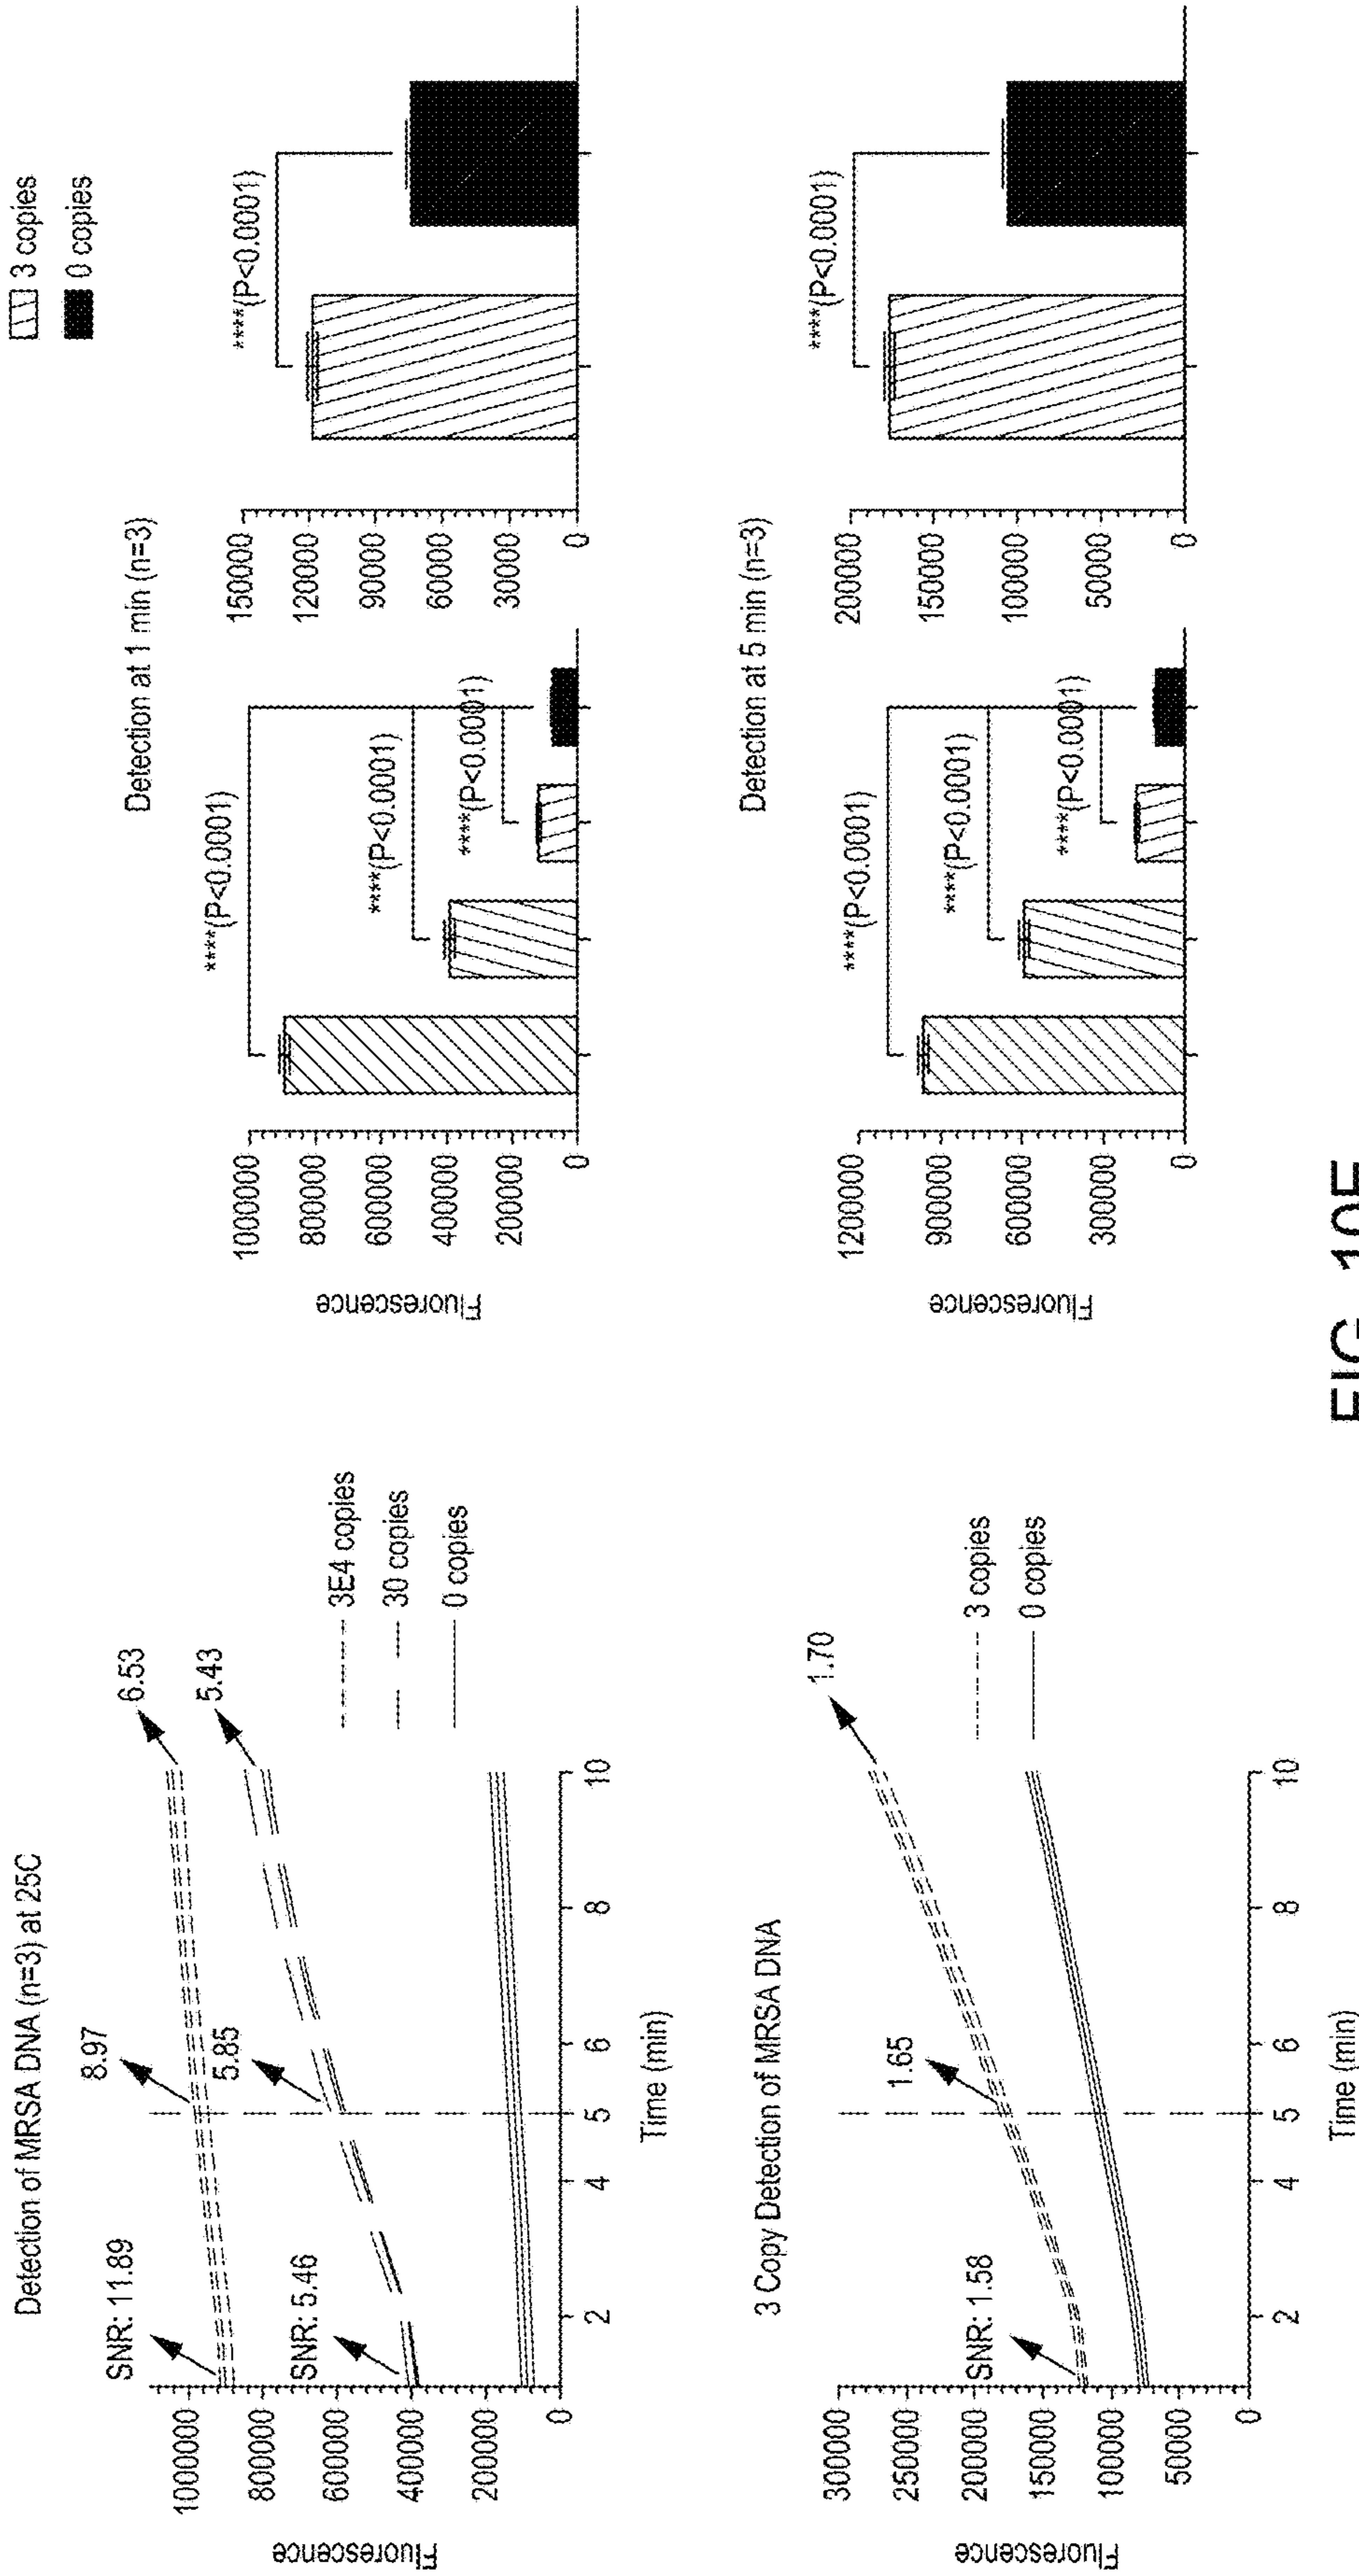 Detection of MRSA DNA (n=3) at 25C
Fluorescence
1000000
800000
600000
400000
200000
0
SNR: 11.89
8.97
6.53
SNR: 5.46
5.85
5.43
3E4 copies
30 copies
0 copies
2
4
5
6
8
10
Time (min)
3 copies
0 copies
Detection at 1 min (n=3)
Fluorescence
1000000
800000
600000
400000
200000
0
****(P<0.0001)
****(P<0.0001)
****(P<0.0001)
150000
120000
90000
60000
30000
0
****(P<0.0001)
3 Copy Detection of MRSA DNA
Fluorescence
300000
250000
200000
150000
100000
50000
0
SNR: 1.58
1.65
1.70
3 copies
0 copies
2
4
5
6
8
10
Time (min)
Detection at 5 min (n=3)
Fluorescence
1200000
900000
600000
300000
0
****(P<0.0001)
****(P<0.0001)
****(P<0.0001)
200000
150000
100000
50000
0
****(P<0.0001)
FIG.